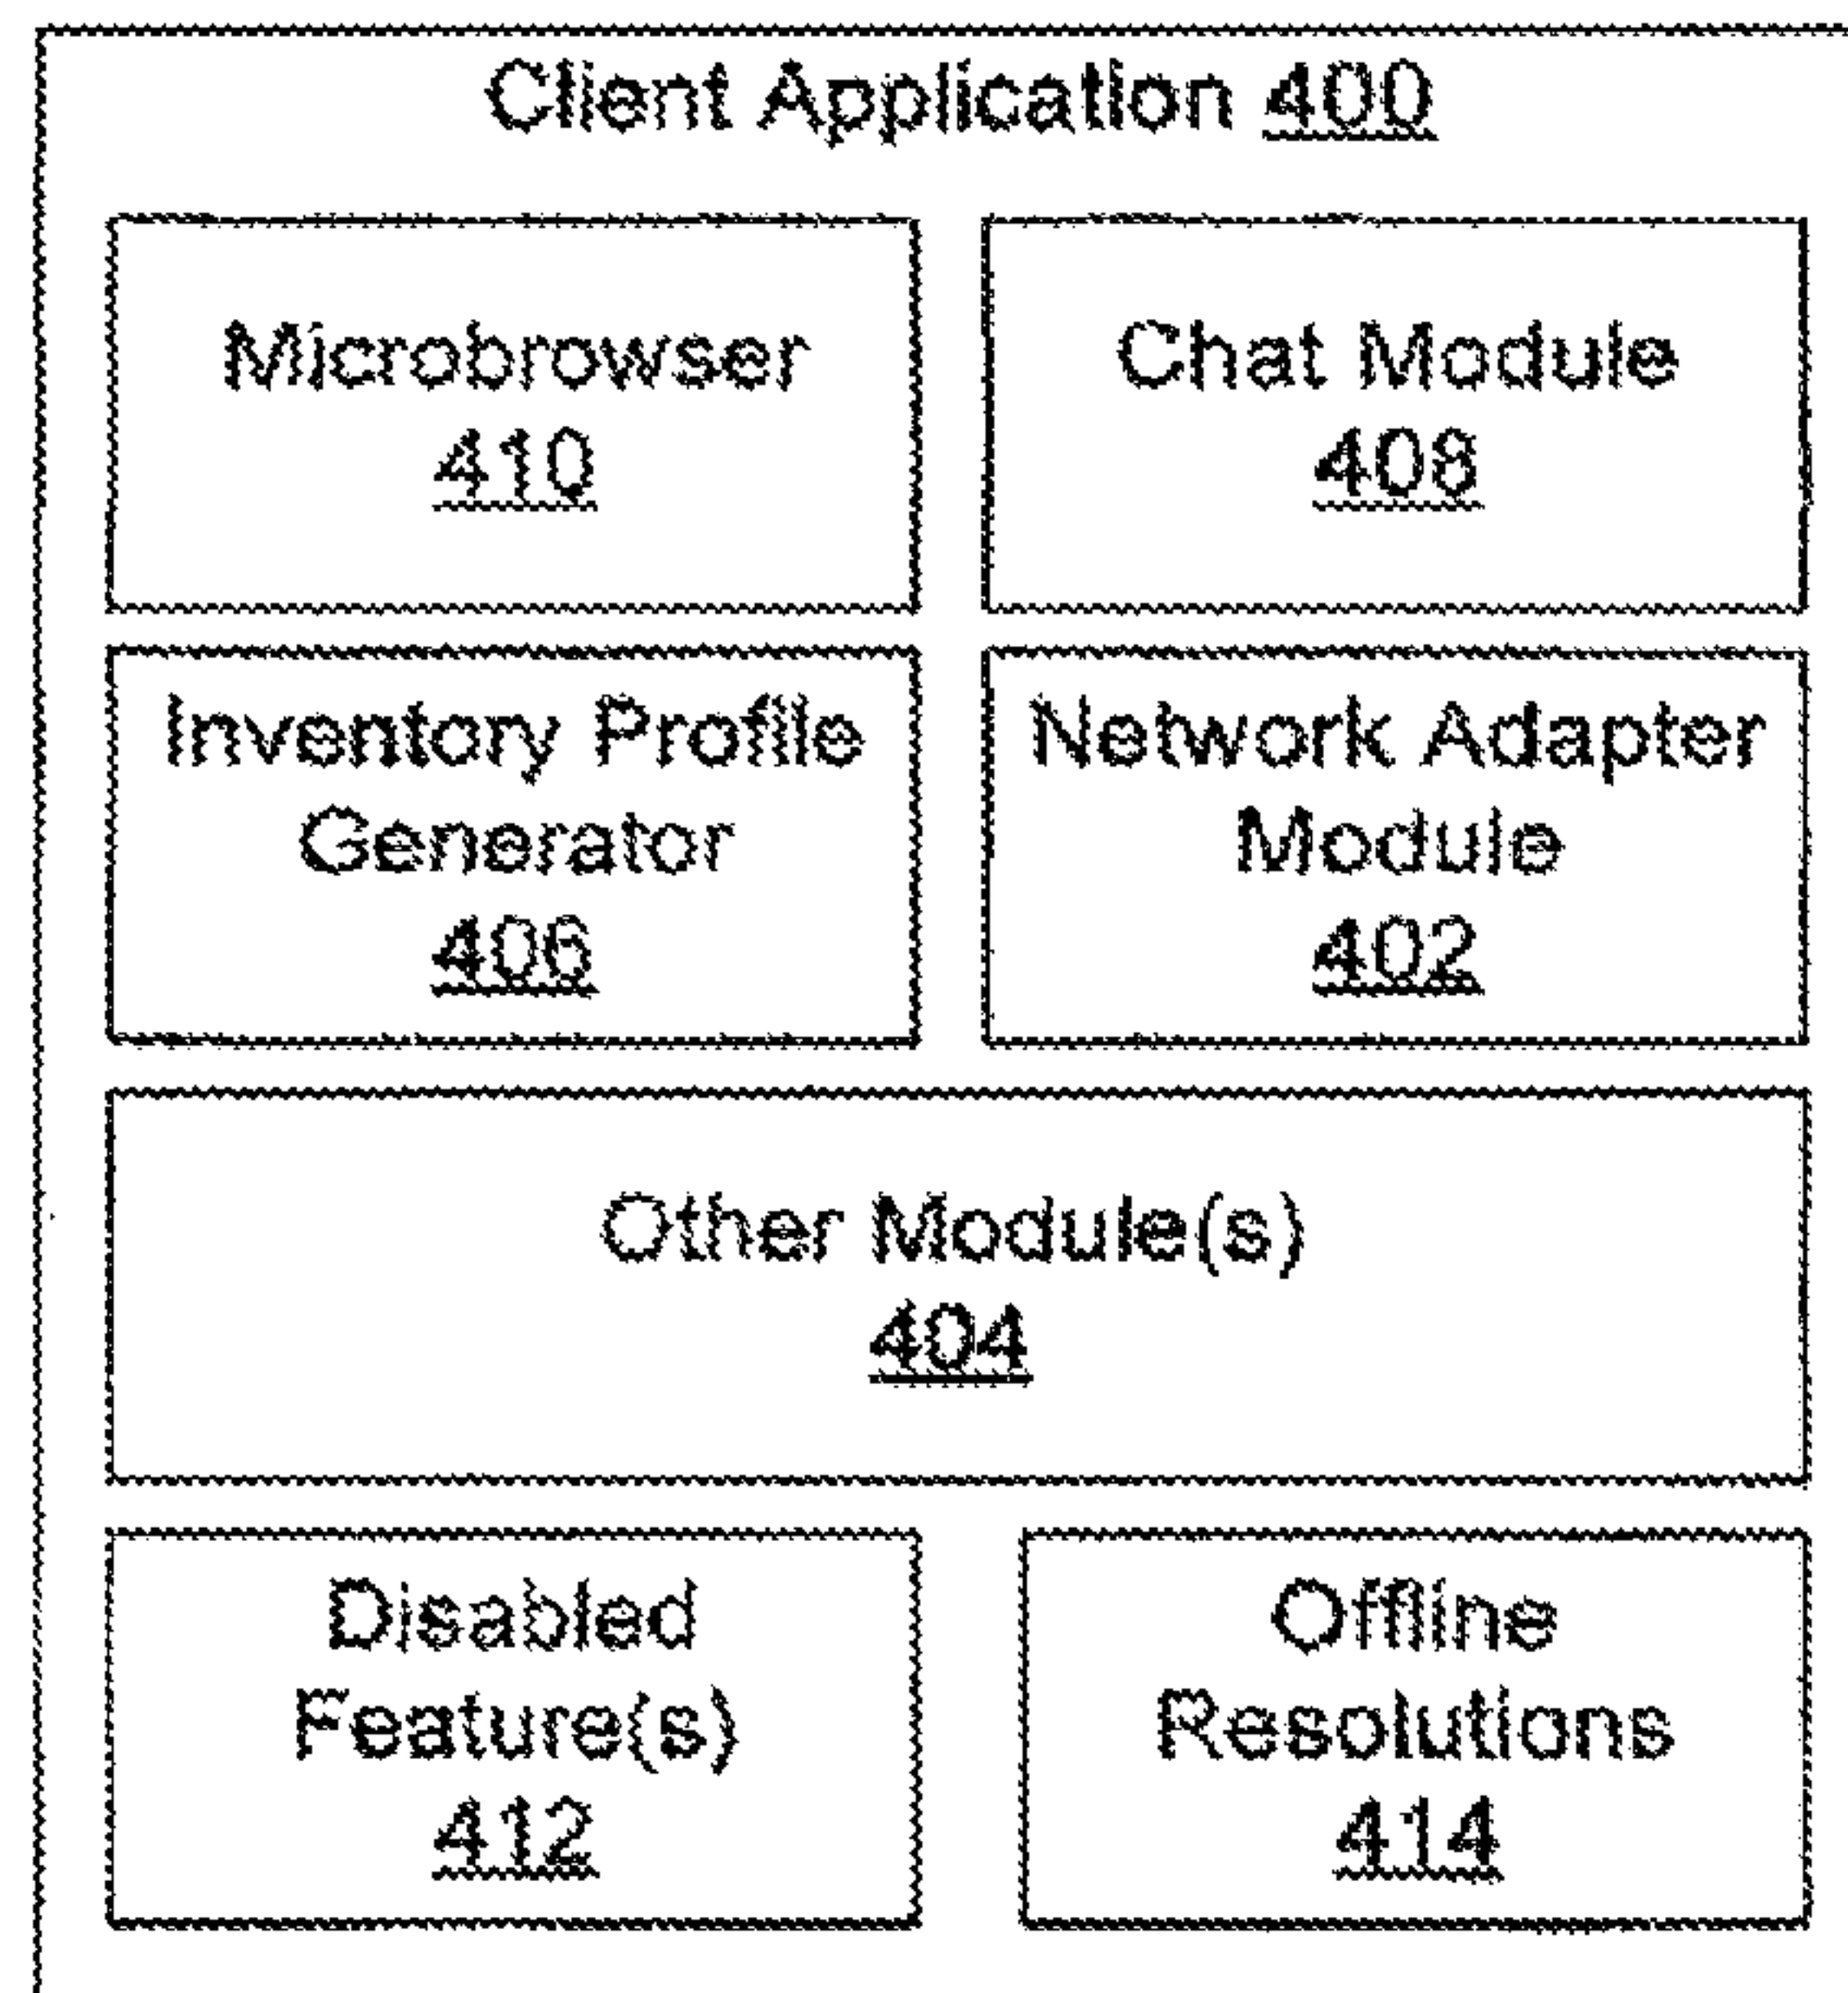 Client Application 400
Microbrowser
410
Chat Module
408
Inventory Profile
Generator
406
Network Adapter
Module
402
Other Module(s)
404
Disabled
Feature(s)
412
Offline
Resolutions
414